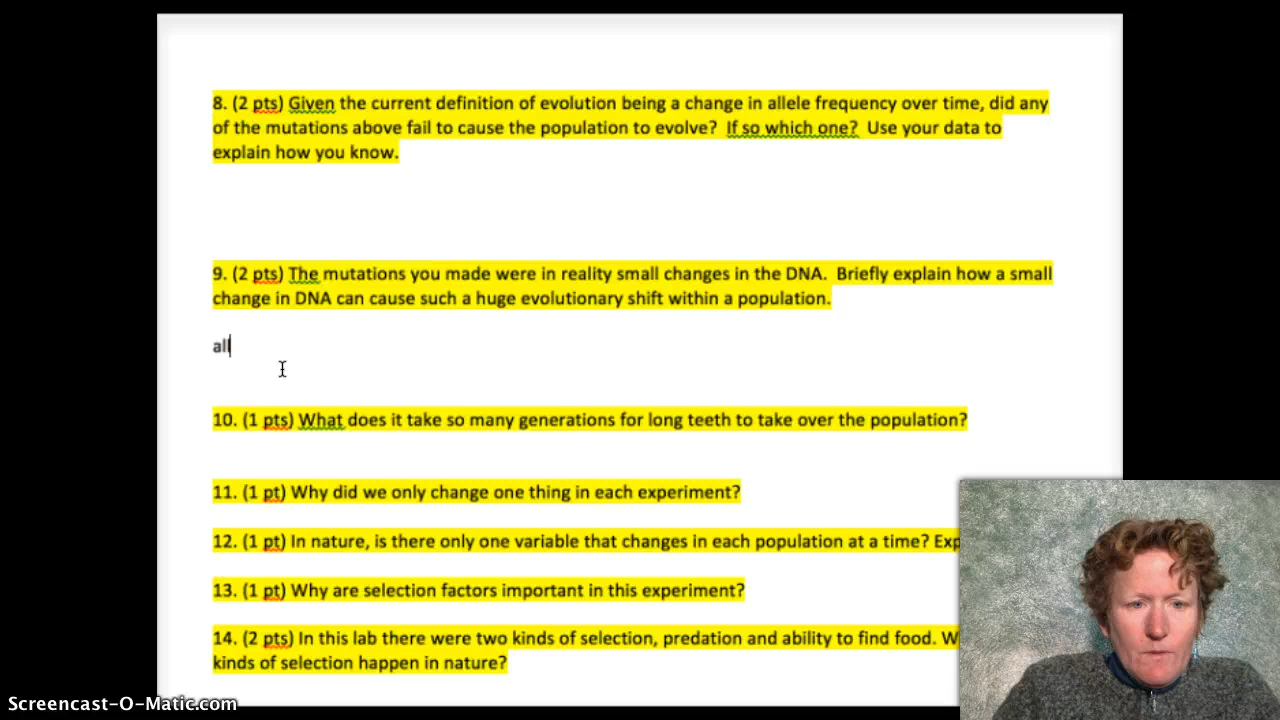 8. (2 pts) Given the current definition of evolution being a change in allele frequency over time, did any
of the mutations above fail to cause the population to evolve?  If so which one?  Use your data to
explain how you know.
9. (2 pts) The mutations you made were in reality small changes in the DNA.  Briefly explain how a small
change in DNA can cause such a huge evolutionary shift within a population.
all
10. (1 pts) What does it take so many generations for long teeth to take over the population?
11. (1 pt) Why did we only change one thing in each experiment?
12. (1 pt) In nature, is there only one variable that changes in each population at a time?
13. (1 pt) Why are selection factors important in this experiment?
14. (2 pts) In this lab there were two kinds of selection, predation and ability to find food.
kinds of selection happen in nature?
Screencast-O-Matic.com